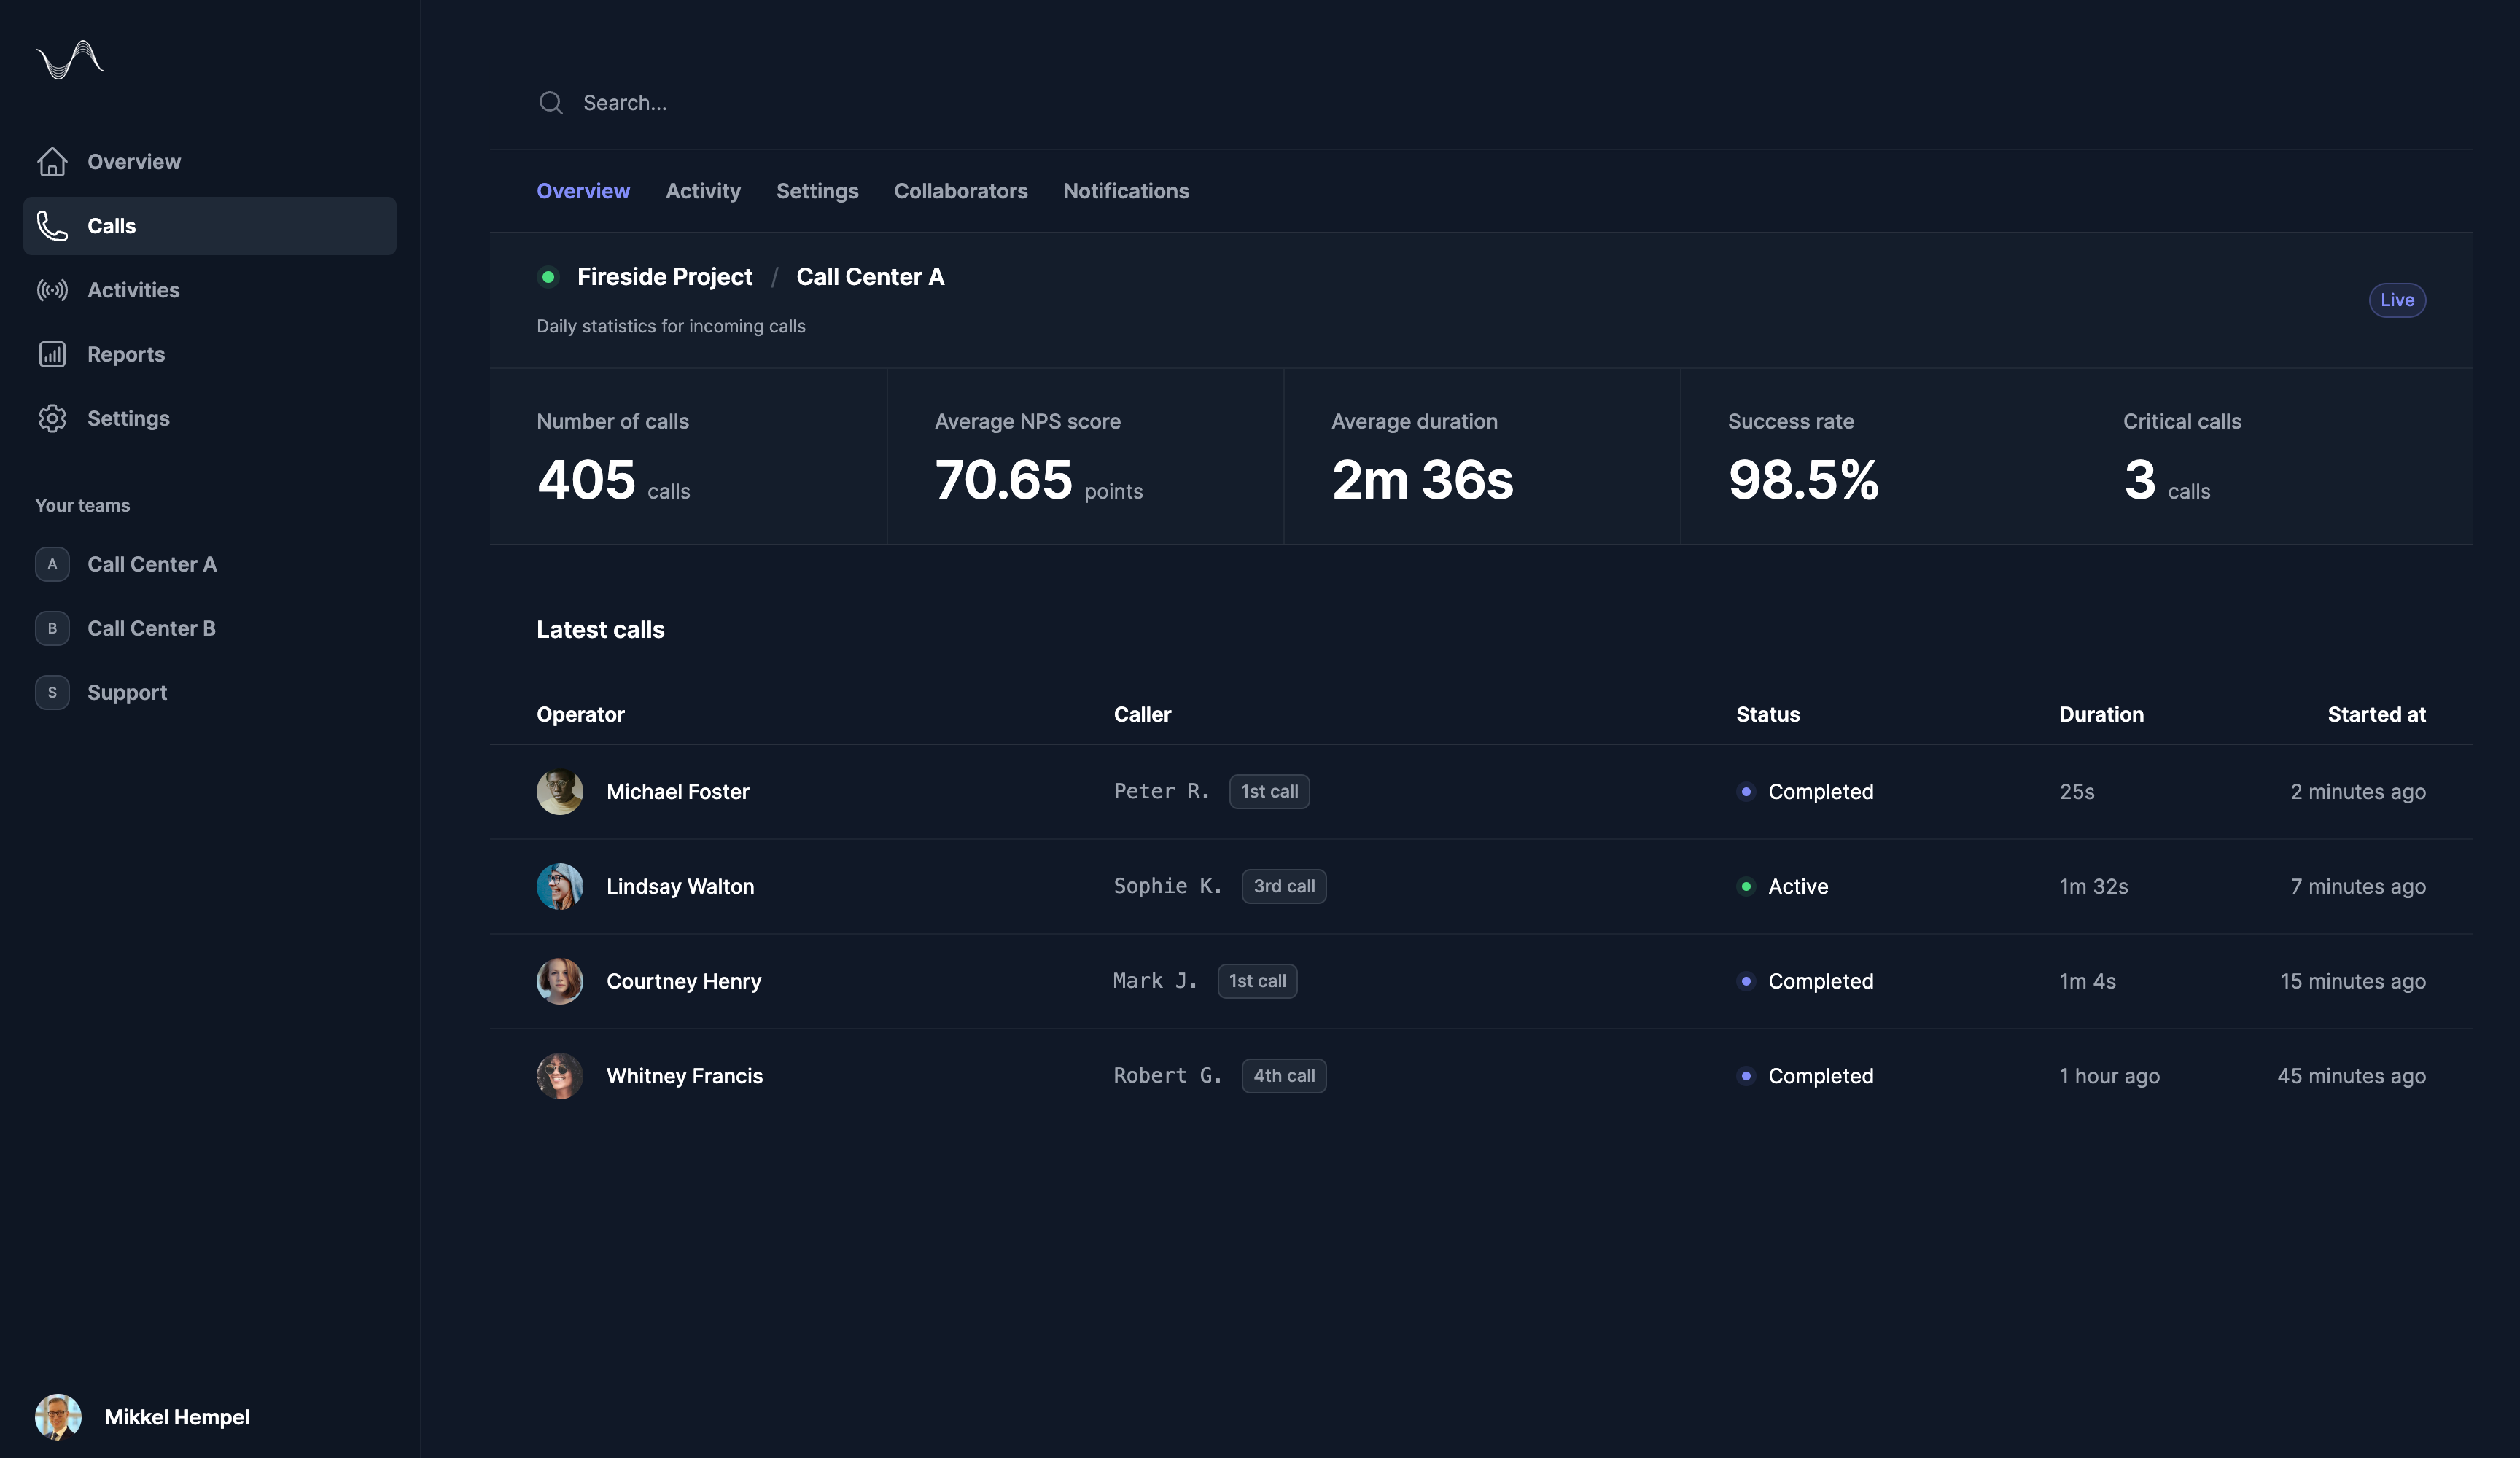 Overview
Calls
Activities
Reports
Settings
Your teams
A Call Center A
B Call Center B
S Support
Mikkel Hempel
Search...
Overview Activity Settings Collaborators Notifications
Fireside Project / Call Center A
Daily statistics for incoming calls
Live
Number of calls
405 calls
Average NPS score
70.65 points
Average duration
2m 36s
Success rate
98.5%
Critical calls
3 calls
Latest calls
Operator Caller Status Duration Started at
Michael Foster Peter R. 1st call Completed 25s 2 minutes ago
Lindsay Walton Sophie K. 3rd call Active 1m 32s 7 minutes ago
Courtney Henry Mark J. 1st call Completed 1m 4s 15 minutes ago
Whitney Francis Robert G. 4th call Completed 1 hour ago 45 minutes ago